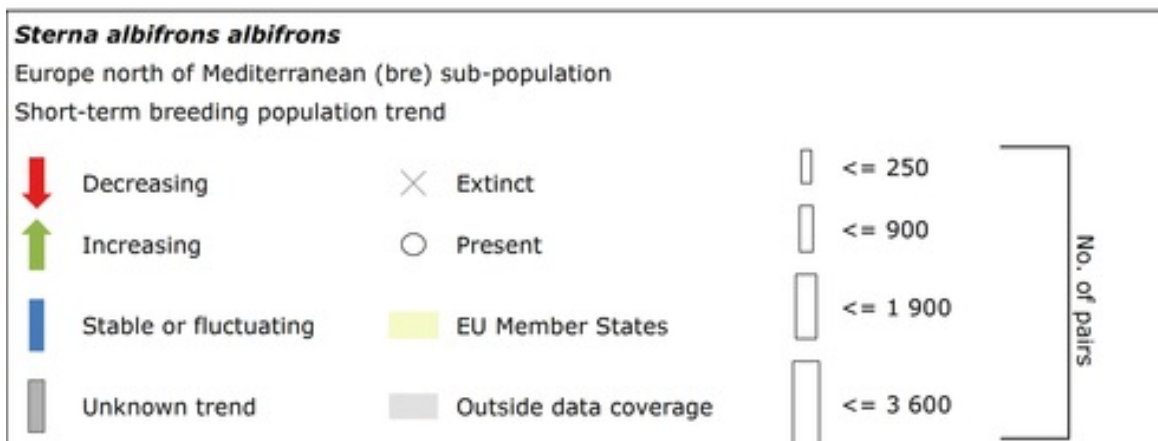 Sterna albifrons albifrons
Europe north of Mediterranean (bre) sub-population
Short-term breeding population trend
Decreasing
Increasing
Stable or fluctuating
Unknown trend
Extinct
Present
EU Member States
Outside data coverage
<= 250
<= 900
<= 1 900
<= 3 600
No. of pairs